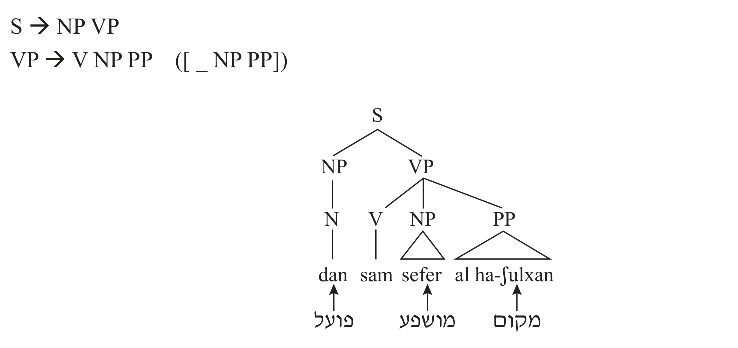 S → NP VP
VP → V NP PP ([ _ NP PP])
S
NP VP
N V NP PP
dan sam sefer al ha-ʃulxan
פועל מושפע מקום